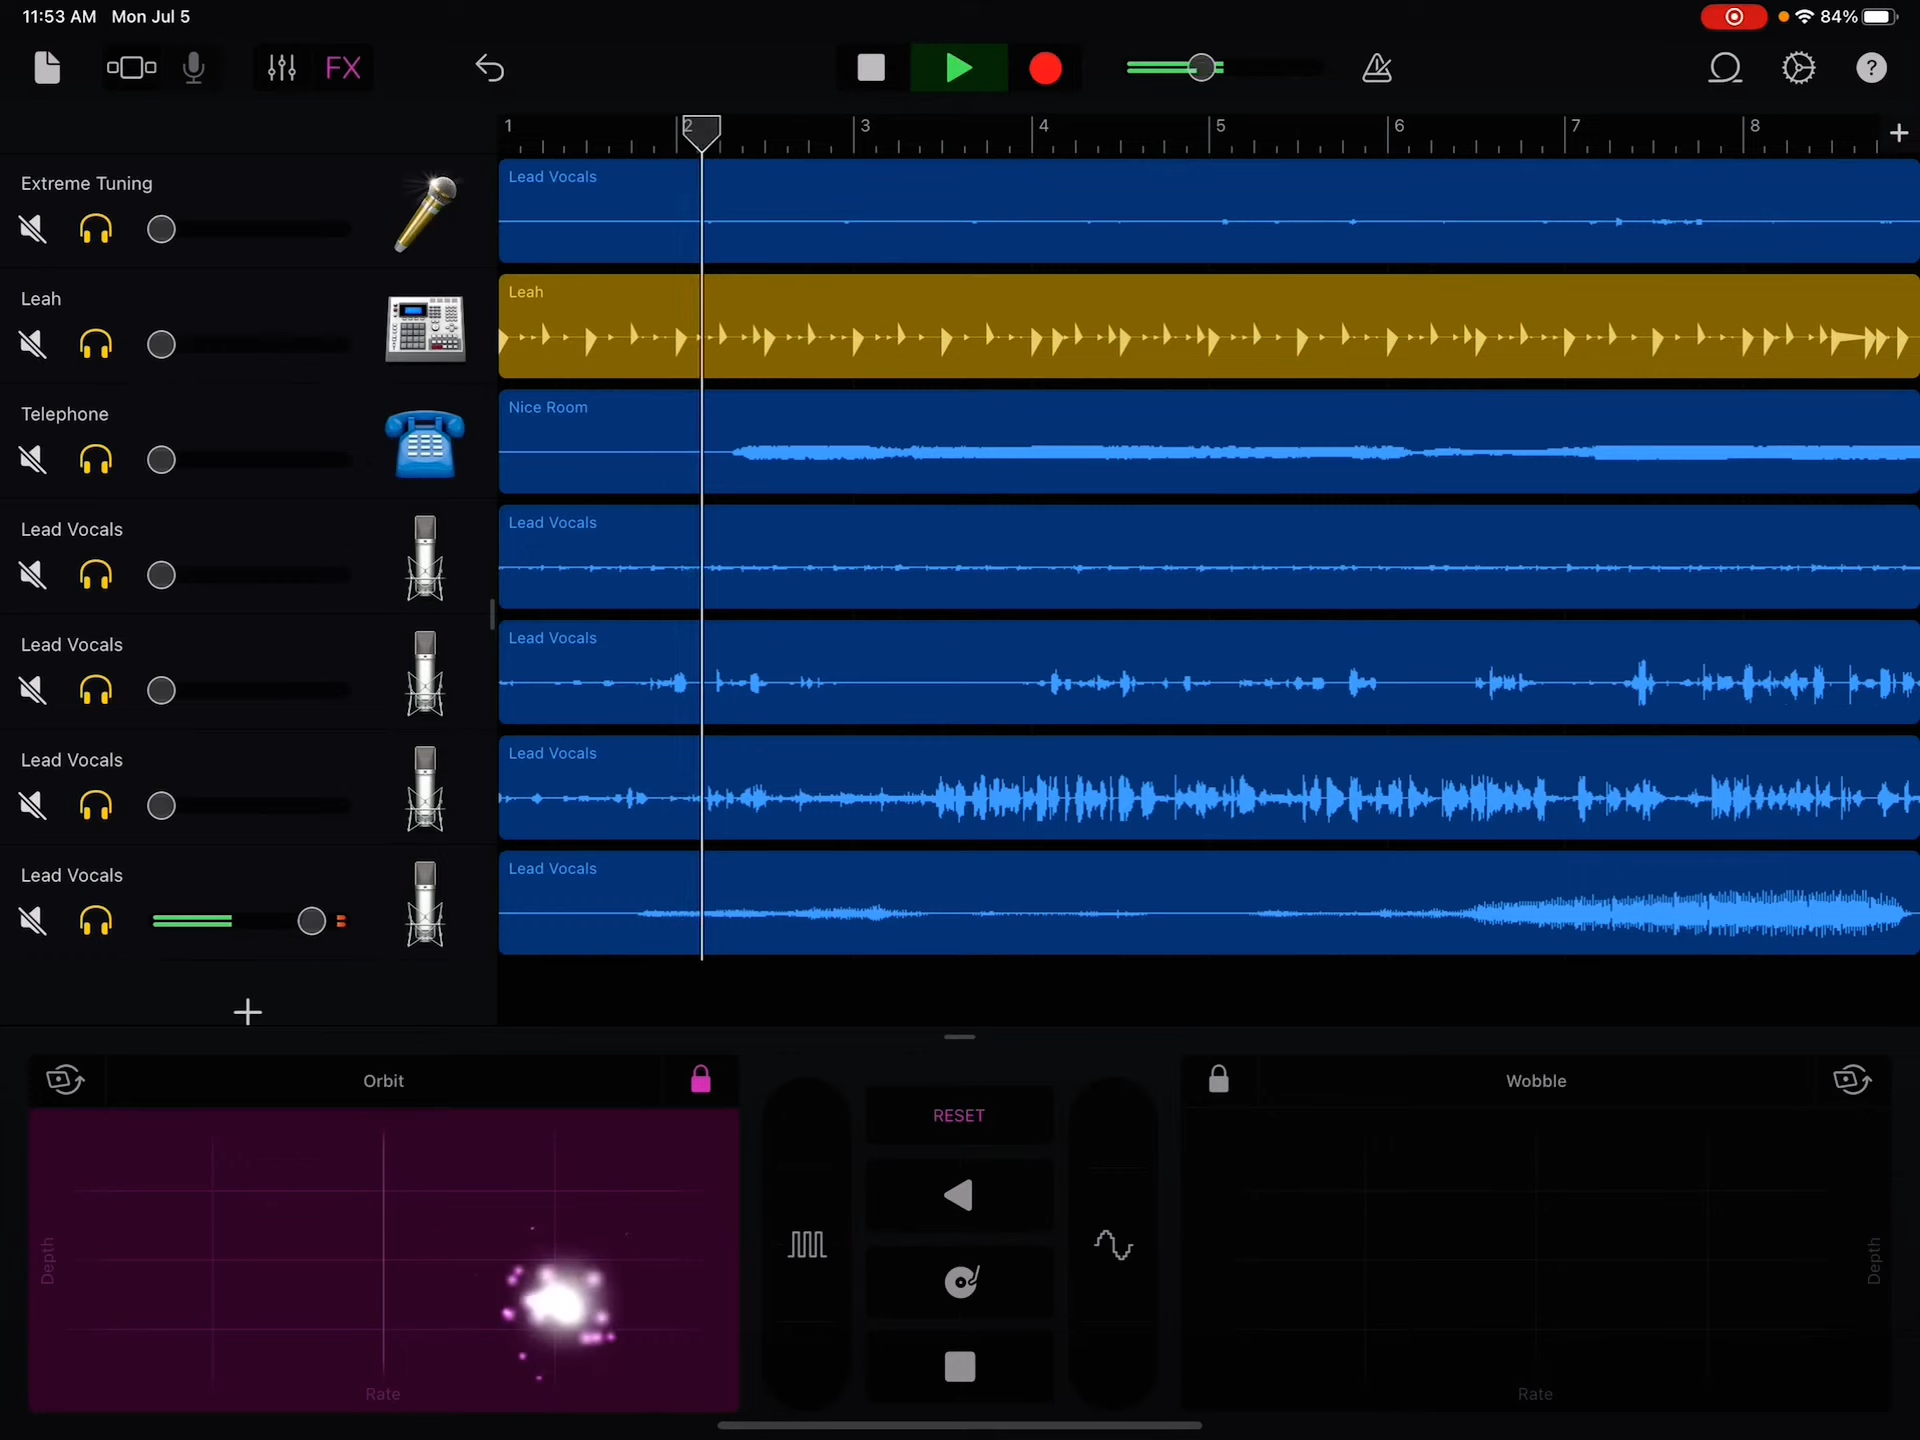 11:53 AM Mon Jul 5
84%
FX
?
1 2 3 4 5 6 7 8
Extreme Tuning
Lead Vocals
Leah
Leah
Telephone
Nice Room
Lead Vocals
Lead Vocals
Lead Vocals
Lead Vocals
Lead Vocals
Lead Vocals
Lead Vocals
Lead Vocals
Orbit
Depth
Rate
RESET
Wobble
Depth
Rate